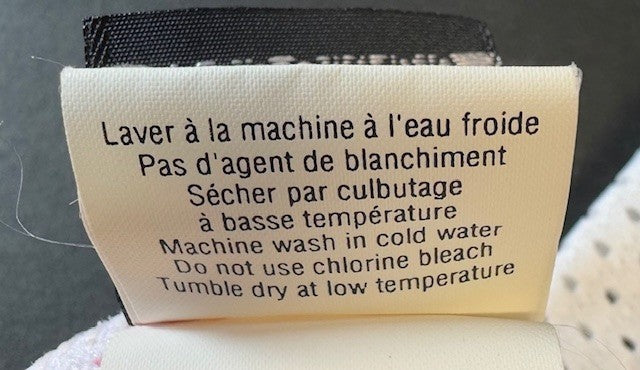 Laver à la machine à l'eau froide
Pas d'agent de blanchiment
Sécher par culbutage
à basse température
Machine wash in cold water
Do not use chlorine bleach
Tumble dry at low temperature